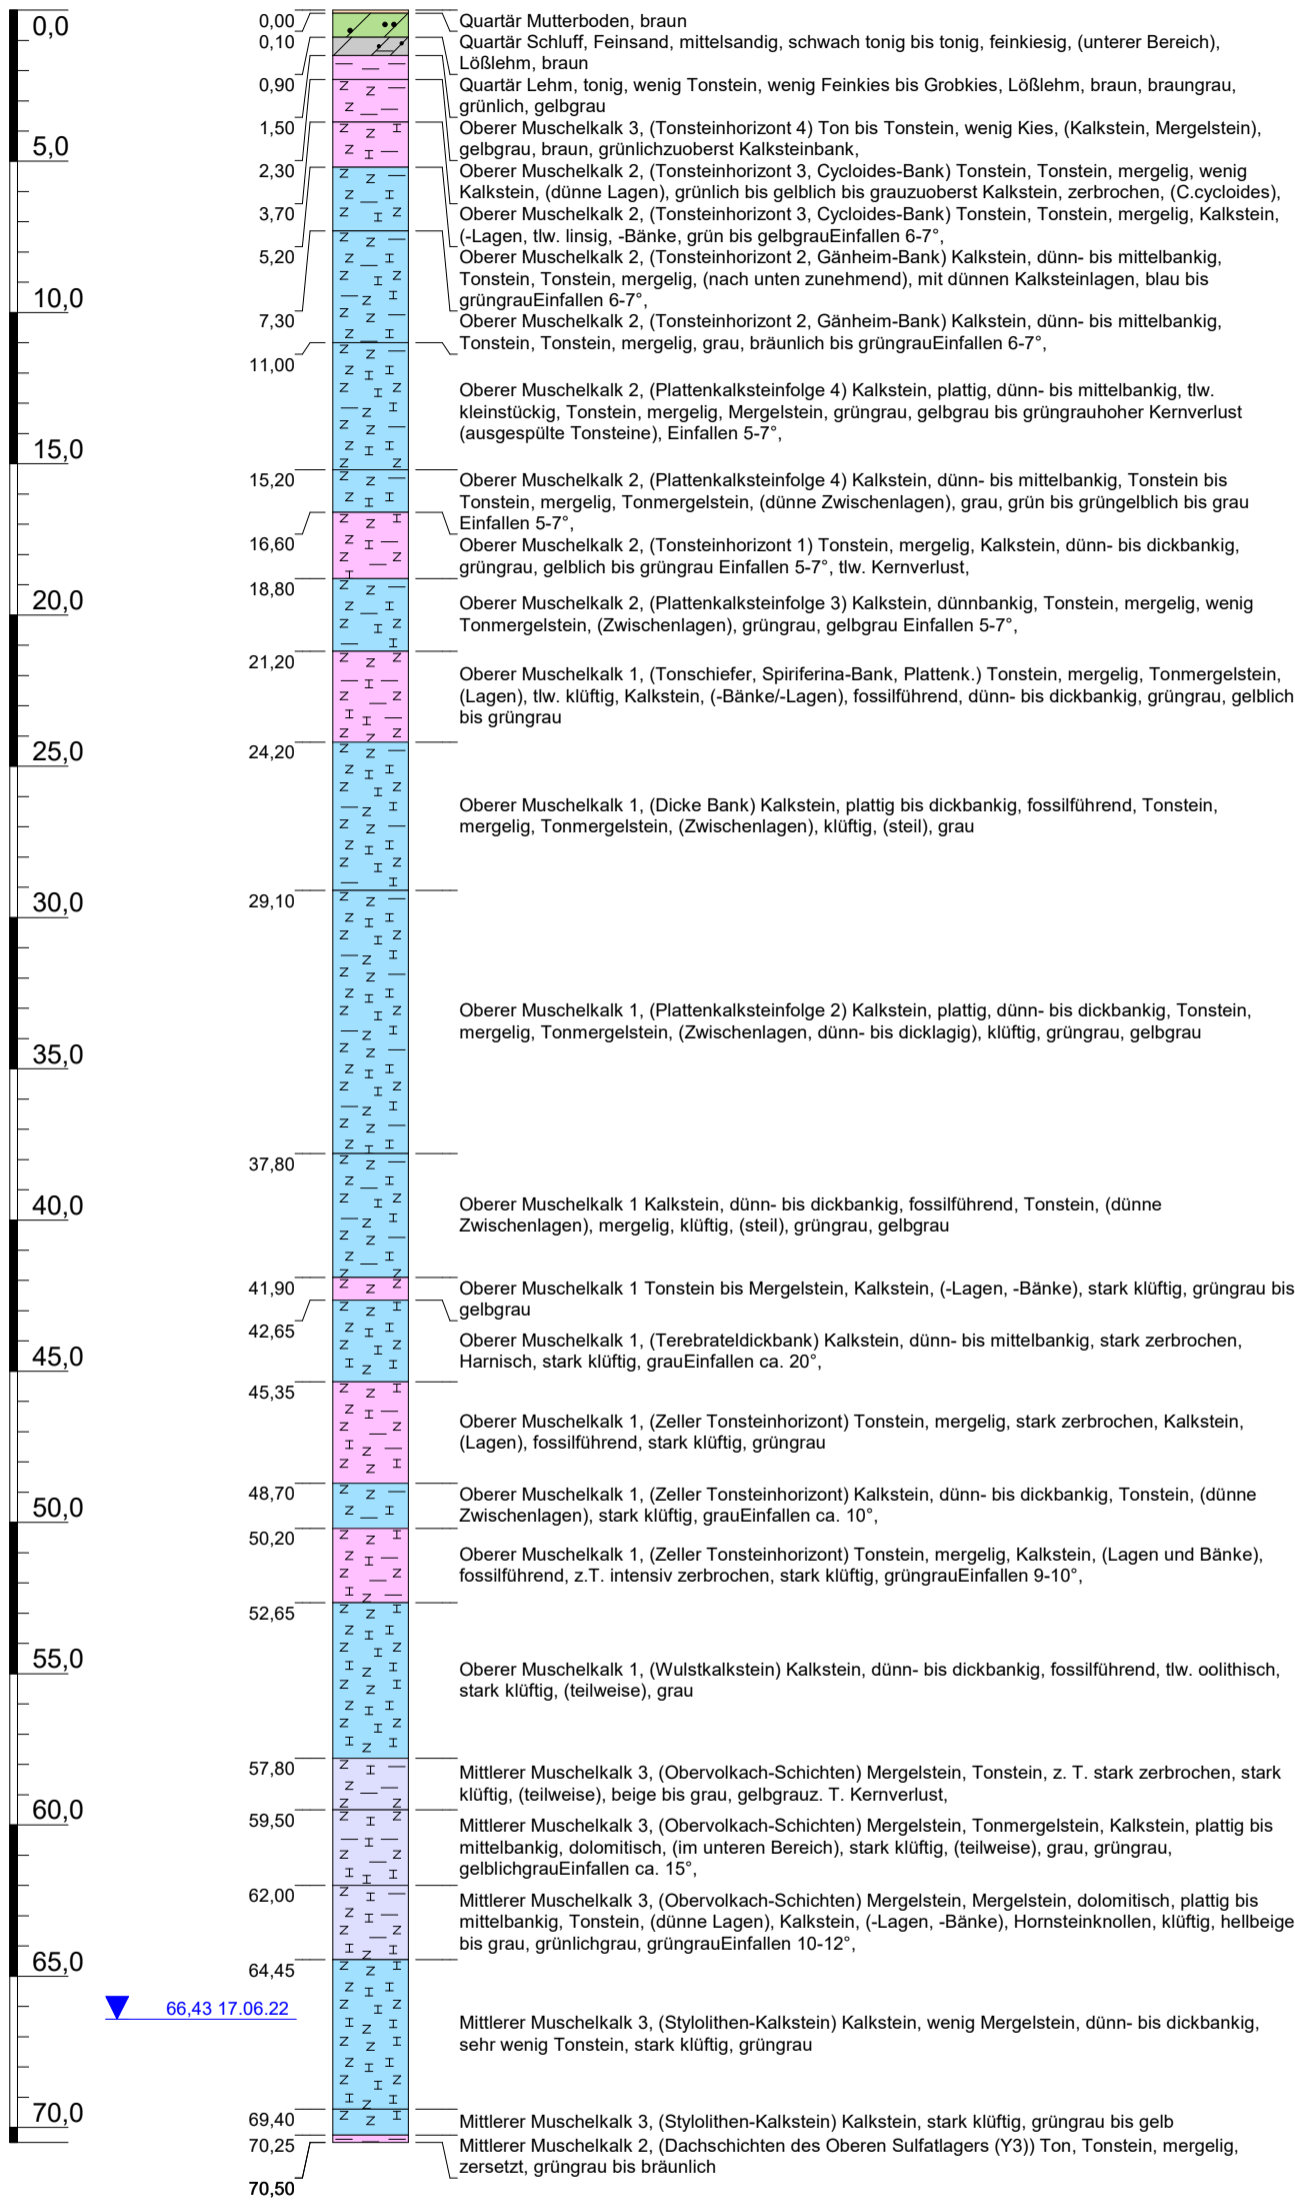 0,0
5,0
10,0
15,0
20,0
25,0
30,0
35,0
40,0
45,0
50,0
55,0
60,0
65,0
70,0
66,43 17.06.22
0,00
Quartär Mutterboden, braun
0,10
Quartär Schluff, Feinsand, mittelsandig, schwach tonig bis tonig, feinkiesig, (unterer Bereich),
Lößlehm, braun
0,90
Quartär Lehm, tonig, wenig Tonstein, wenig Feinkies bis Grobkies, Lößlehm, braun, braungrau,
grünlich, gelbgrau
1,50
Oberer Muschelkalk 3, (Tonsteinhorizont 4) Ton bis Tonstein, wenig Kies, (Kalkstein, Mergelstein),
gelbgrau, braun, grünlichzuoberst Kalksteinbank,
2,30
Oberer Muschelkalk 2, (Tonsteinhorizont 3, Cycloides-Bank) Tonstein, Tonstein, mergelig, wenig
Kalkstein, (dünne Lagen), grünlich bis gelblich bis grauzuoberst Kalkstein, zerbrochen, (C.cycloides),
3,70
Oberer Muschelkalk 2, (Tonsteinhorizont 3, Cycloides-Bank) Tonstein, Tonstein, mergelig, Kalkstein,
(-Lagen, tlw. linsig, -Bänke, grün bis gelbgrauEinfallen 6-7°,
5,20
Oberer Muschelkalk 2, (Tonsteinhorizont 2, Gänheim-Bank) Kalkstein, dünn- bis mittelbankig,
Tonstein, Tonstein, mergelig, (nach unten zunehmend), mit dünnen Kalksteinlagen, blau bis
grüngrauEinfallen 6-7°,
7,30
Oberer Muschelkalk 2, (Tonsteinhorizont 2, Gänheim-Bank) Kalkstein, dünn- bis mittelbankig,
Tonstein, Tonstein, mergelig, grau, bräunlich bis grüngrauEinfallen 6-7°,
11,00
Oberer Muschelkalk 2, (Plattenkalksteinfolge 4) Kalkstein, plattig, dünn- bis mittelbankig, tlw.
kleinstückig, Tonstein, mergelig, Mergelstein, grüngrau, gelbgrau bis grüngrauhoher Kernverlust
(ausgespülte Tonsteine), Einfallen 5-7°,
15,20
Oberer Muschelkalk 2, (Plattenkalksteinfolge 4) Kalkstein, dünn- bis mittelbankig, Tonstein bis
Tonstein, mergelig, Tonmergelstein, (dünne Zwischenlagen), grau, grün bis grüngelblich bis grau
Einfallen 5-7°,
16,60
Oberer Muschelkalk 2, (Tonsteinhorizont 1) Tonstein, mergelig, Kalkstein, dünn- bis dickbankig,
grüngrau, gelblich bis grüngrau Einfallen 5-7°, tlw. Kernverlust,
18,80
Oberer Muschelkalk 2, (Plattenkalksteinfolge 3) Kalkstein, dünnbankig, Tonstein, mergelig, wenig
Tonmergelstein, (Zwischenlagen), grüngrau, gelbgrau Einfallen 5-7°,
21,20
Oberer Muschelkalk 1, (Tonschiefer, Spiriferina-Bank, Plattenk.) Tonstein, mergelig, Tonmergelstein,
(Lagen), tlw. klüftig, Kalkstein, (-Bänke/-Lagen), fossilführend, dünn- bis dickbankig, grüngrau, gelblich
bis grüngrau
24,20
Oberer Muschelkalk 1, (Dicke Bank) Kalkstein, plattig bis dickbankig, fossilführend, Tonstein,
mergelig, Tonmergelstein, (Zwischenlagen), klüftig, (steil), grau
29,10
Oberer Muschelkalk 1, (Plattenkalksteinfolge 2) Kalkstein, plattig, dünn- bis dickbankig, Tonstein,
mergelig, Tonmergelstein, (Zwischenlagen, dünn- bis dicklagig), klüftig, grüngrau, gelbgrau
37,80
Oberer Muschelkalk 1 Kalkstein, dünn- bis dickbankig, fossilführend, Tonstein, (dünne
Zwischenlagen), mergelig, klüftig, (steil), grüngrau, gelbgrau
41,90
Oberer Muschelkalk 1 Tonstein bis Mergelstein, Kalkstein, (-Lagen, -Bänke), stark klüftig, grüngrau bis
gelbgrau
42,65
Oberer Muschelkalk 1, (Terebrateldickbank) Kalkstein, dünn- bis mittelbankig, stark zerbrochen,
Harnisch, stark klüftig, grauEinfallen ca. 20°,
45,35
Oberer Muschelkalk 1, (Zeller Tonsteinhorizont) Tonstein, mergelig, stark zerbrochen, Kalkstein,
(Lagen), fossilführend, stark klüftig, grüngrau
48,70
Oberer Muschelkalk 1, (Zeller Tonsteinhorizont) Kalkstein, dünn- bis dickbankig, Tonstein, (dünne
Zwischenlagen), stark klüftig, grauEinfallen ca. 10°,
50,20
Oberer Muschelkalk 1, (Zeller Tonsteinhorizont) Tonstein, mergelig, Kalkstein, (Lagen und Bänke),
fossilführend, z.T. intensiv zerbrochen, stark klüftig, grüngrauEinfallen 9-10°,
52,65
Oberer Muschelkalk 1, (Wulstkalkstein) Kalkstein, dünn- bis dickbankig, fossilführend, tlw. oolithisch,
stark klüftig, (teilweise), grau
57,80
Mittlerer Muschelkalk 3, (Obervolkach-Schichten) Mergelstein, Tonstein, z. T. stark zerbrochen, stark
klüftig, (teilweise), beige bis grau, gelbgrauz. T. Kernverlust,
59,50
Mittlerer Muschelkalk 3, (Obervolkach-Schichten) Mergelstein, Tonmergelstein, Kalkstein, plattig bis
mittelbankig, dolomitisch, (im unteren Bereich), stark klüftig, (teilweise), grau, grüngrau,
gelblichgrauEinfallen ca. 15°,
62,00
Mittlerer Muschelkalk 3, (Obervolkach-Schichten) Mergelstein, Mergelstein, dolomitisch, plattig bis
mittelbankig, Tonstein, (dünne Lagen), Kalkstein, (-Lagen, -Bänke), Hornsteinknollen, klüftig, hellbeige
bis grau, grünlichgrau, grüngrauEinfallen 10-12°,
64,45
Mittlerer Muschelkalk 3, (Stylolithen-Kalkstein) Kalkstein, wenig Mergelstein, dünn- bis dickbankig,
sehr wenig Tonstein, stark klüftig, grüngrau
69,40
Mittlerer Muschelkalk 3, (Stylolithen-Kalkstein) Kalkstein, stark klüftig, grüngrau bis gelb
70,25
Mittlerer Muschelkalk 2, (Dachschichten des Oberen Sulfatlagers (Y3)) Ton, Tonstein, mergelig,
zersetzt, grüngrau bis bräunlich
70,50